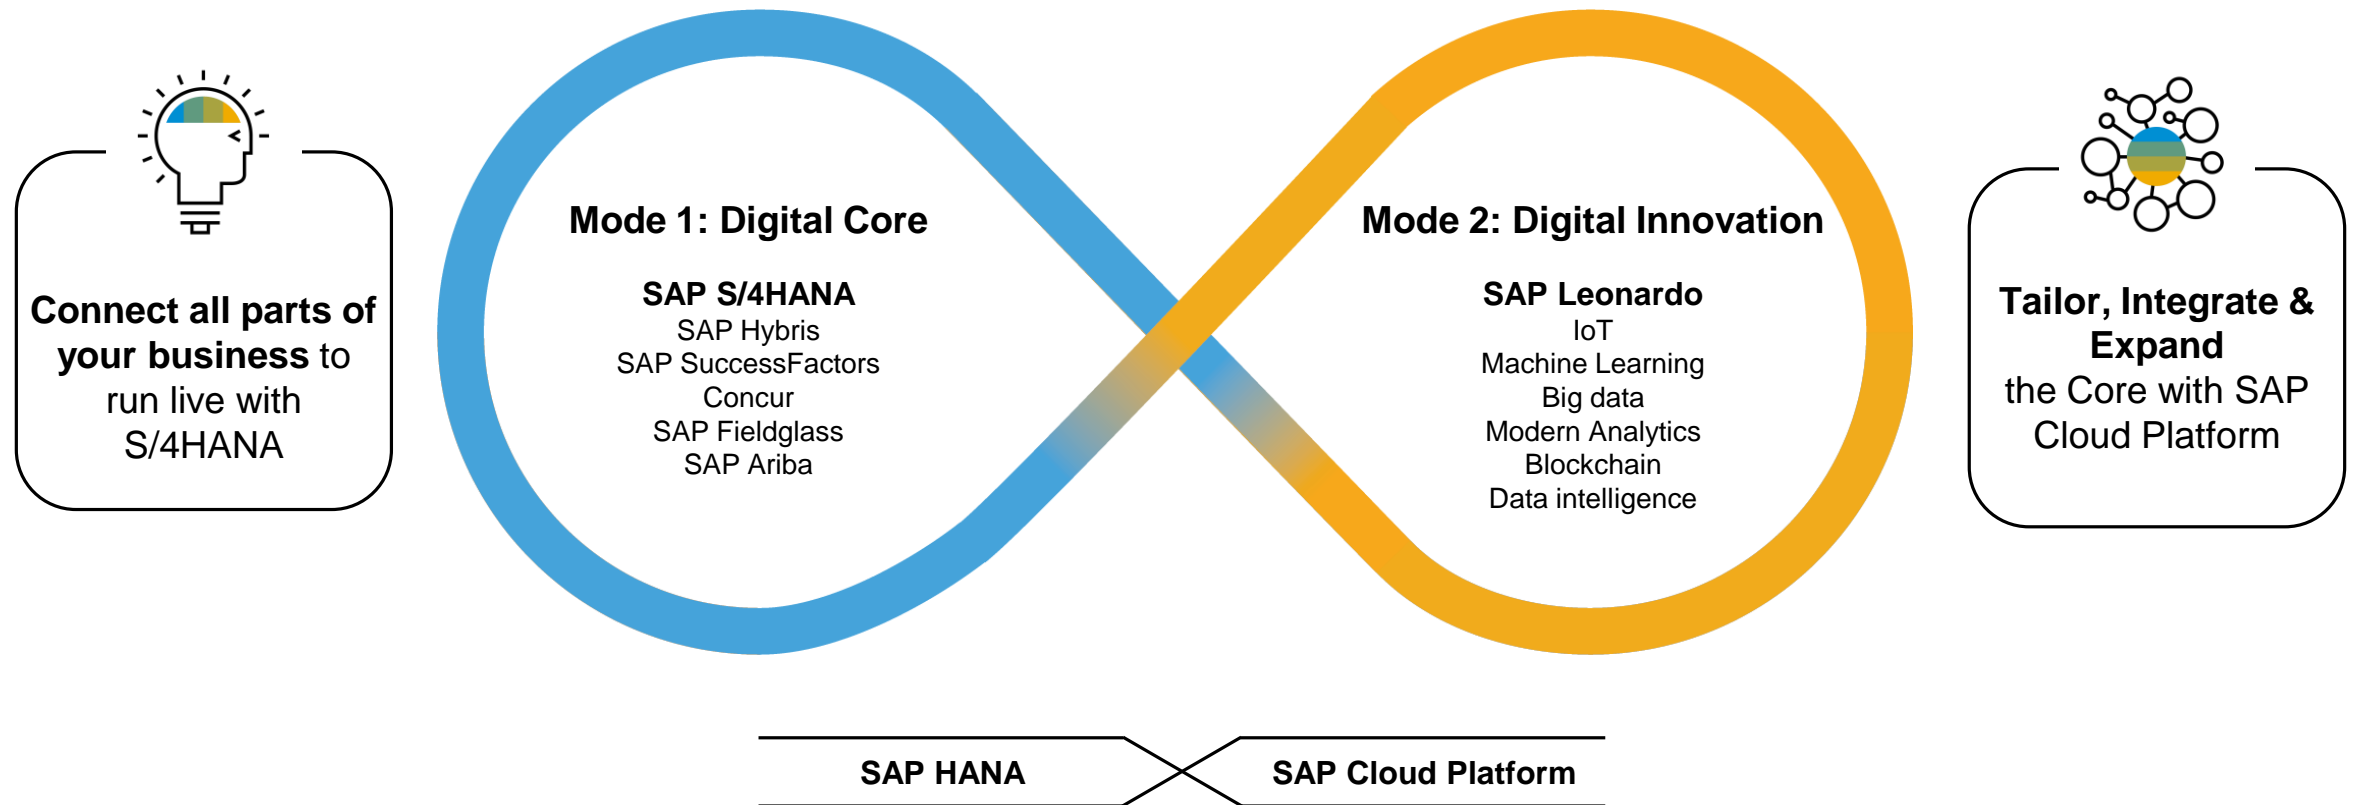 Connect all parts of
your business to
run live with
S/4HANA
Mode 1: Digital Core
SAP S/4HANA
SAP Hybris
SAP SuccessFactors
Concur
SAP Fieldglass
SAP Ariba
Mode 2: Digital Innovation
SAP Leonardo
IoT
Machine Learning
Big data
Modern Analytics
Blockchain
Data intelligence
Tailor, Integrate &
Expand
the Core with SAP
Cloud Platform
SAP HANA
SAP Cloud Platform